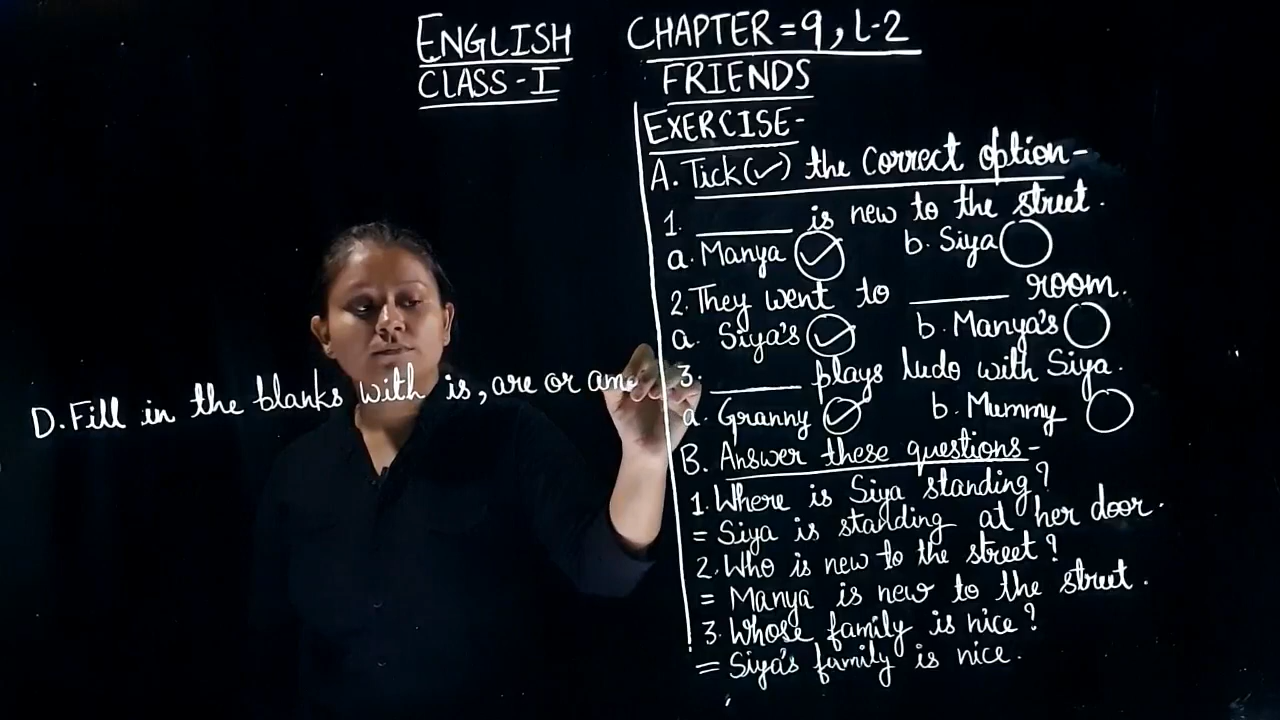 ENGLISH CHAPTER = 9, L-2
CLASS - I FRIENDS
EXERCISE-
A. Tick(✓) the Correct option-
1. ______ is new to the street.
a. Manya ✓ b. Siya
2. They went to ______ room.
a. Siya's ✓ b. Manya's
3. ______ plays ludo with Siya.
a. Granny ✓ b. Mummy
B. Answer these questions-
1. Where is Siya standing?
= Siya is standing at her door.
2. Who is new to the street?
= Manya is new to the street.
3. Whose family is nice?
= Siya's family is nice.
D. Fill in the blanks with is, are or am